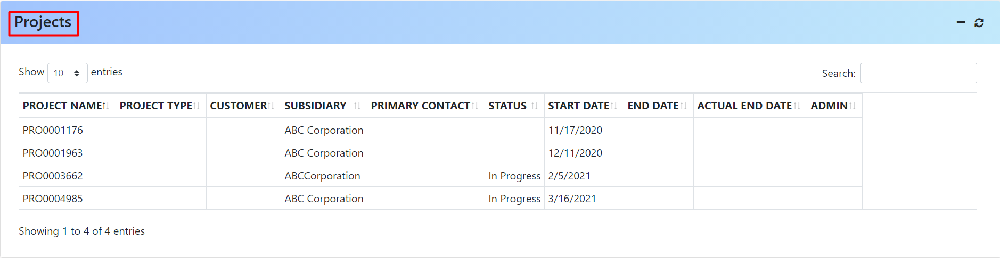 Projects
Show 10 entries
Search:
PROJECT NAME PROJECT TYPE CUSTOMER SUBSIDIARY PRIMARY CONTACT STATUS START DATE END DATE ACTUAL END DATE ADMIN
PRO0001176 ABC Corporation 11/17/2020
PRO0001963 ABC Corporation 12/11/2020
PRO0003662 ABCCorporation In Progress 2/5/2021
PRO0004985 ABC Corporation In Progress 3/16/2021
Showing 1 to 4 of 4 entries